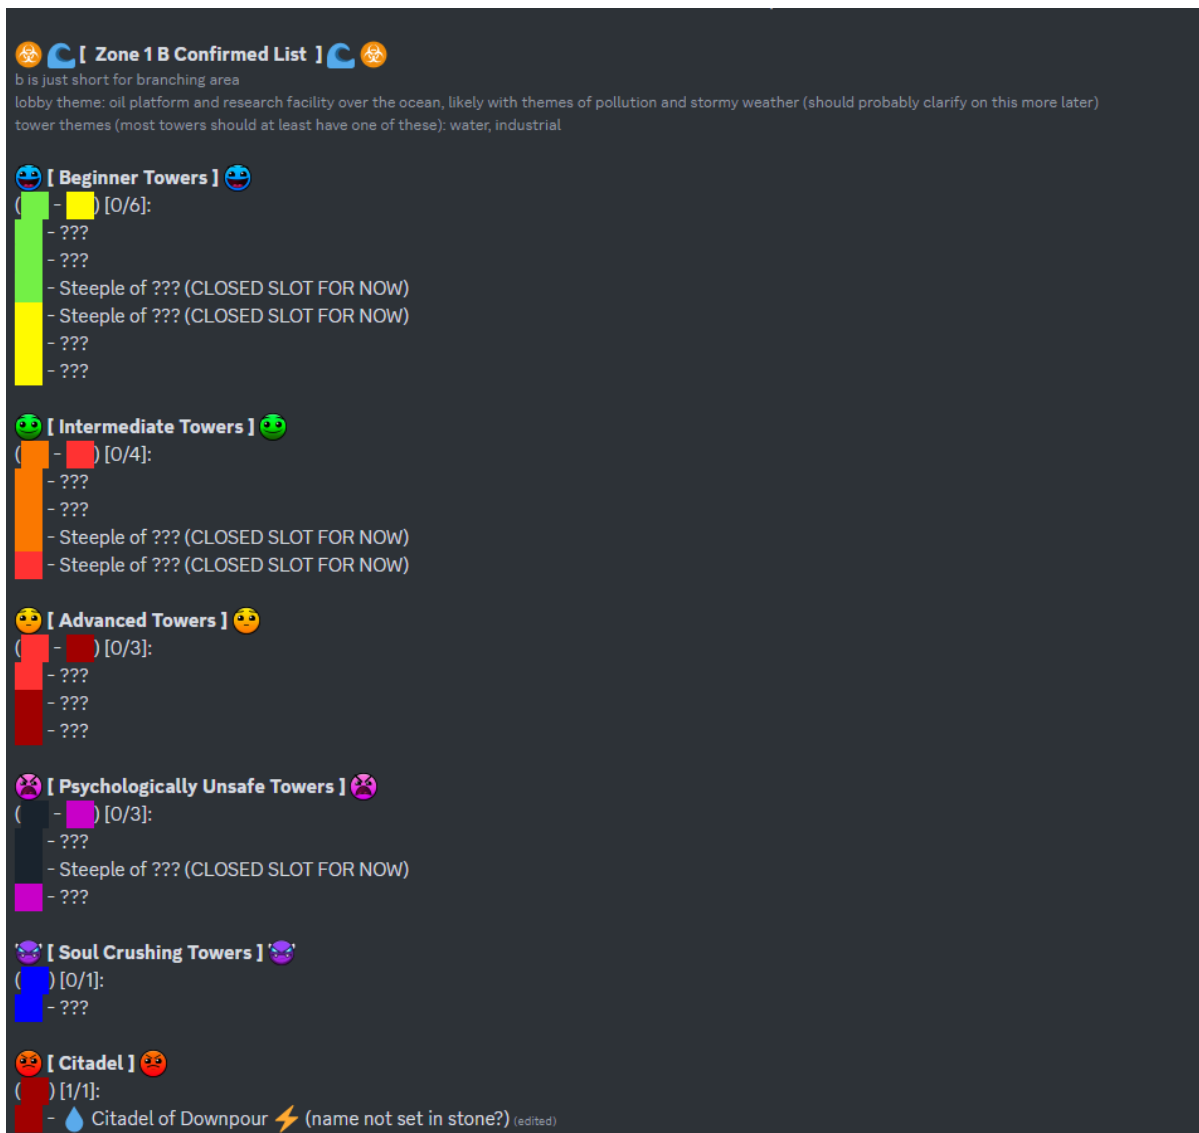 [ Zone 1 B Confirmed List ]
b is just short for branching area
lobby theme: oil platform and research facility over the ocean, likely with themes of pollution and stormy weather (should probably clarify on this more later)
tower themes (most towers should at least have one of these): water, industrial
[ Beginner Towers ]
( - ) [0/6]:
- ???
- ???
- Steeple of ??? (CLOSED SLOT FOR NOW)
- Steeple of ??? (CLOSED SLOT FOR NOW)
- ???
- ???
[ Intermediate Towers ]
( - ) [0/4]:
- ???
- ???
- Steeple of ??? (CLOSED SLOT FOR NOW)
- Steeple of ??? (CLOSED SLOT FOR NOW)
[ Advanced Towers ]
( - ) [0/3]:
- ???
- ???
- ???
[ Psychologically Unsafe Towers ]
( - ) [0/3]:
- ???
- Steeple of ??? (CLOSED SLOT FOR NOW)
- ???
[ Soul Crushing Towers ]
( ) [0/1]:
- ???
[ Citadel ]
( ) [1/1]:
- 💧 Citadel of Downpour ⚡ (name not set in stone?) (edited)